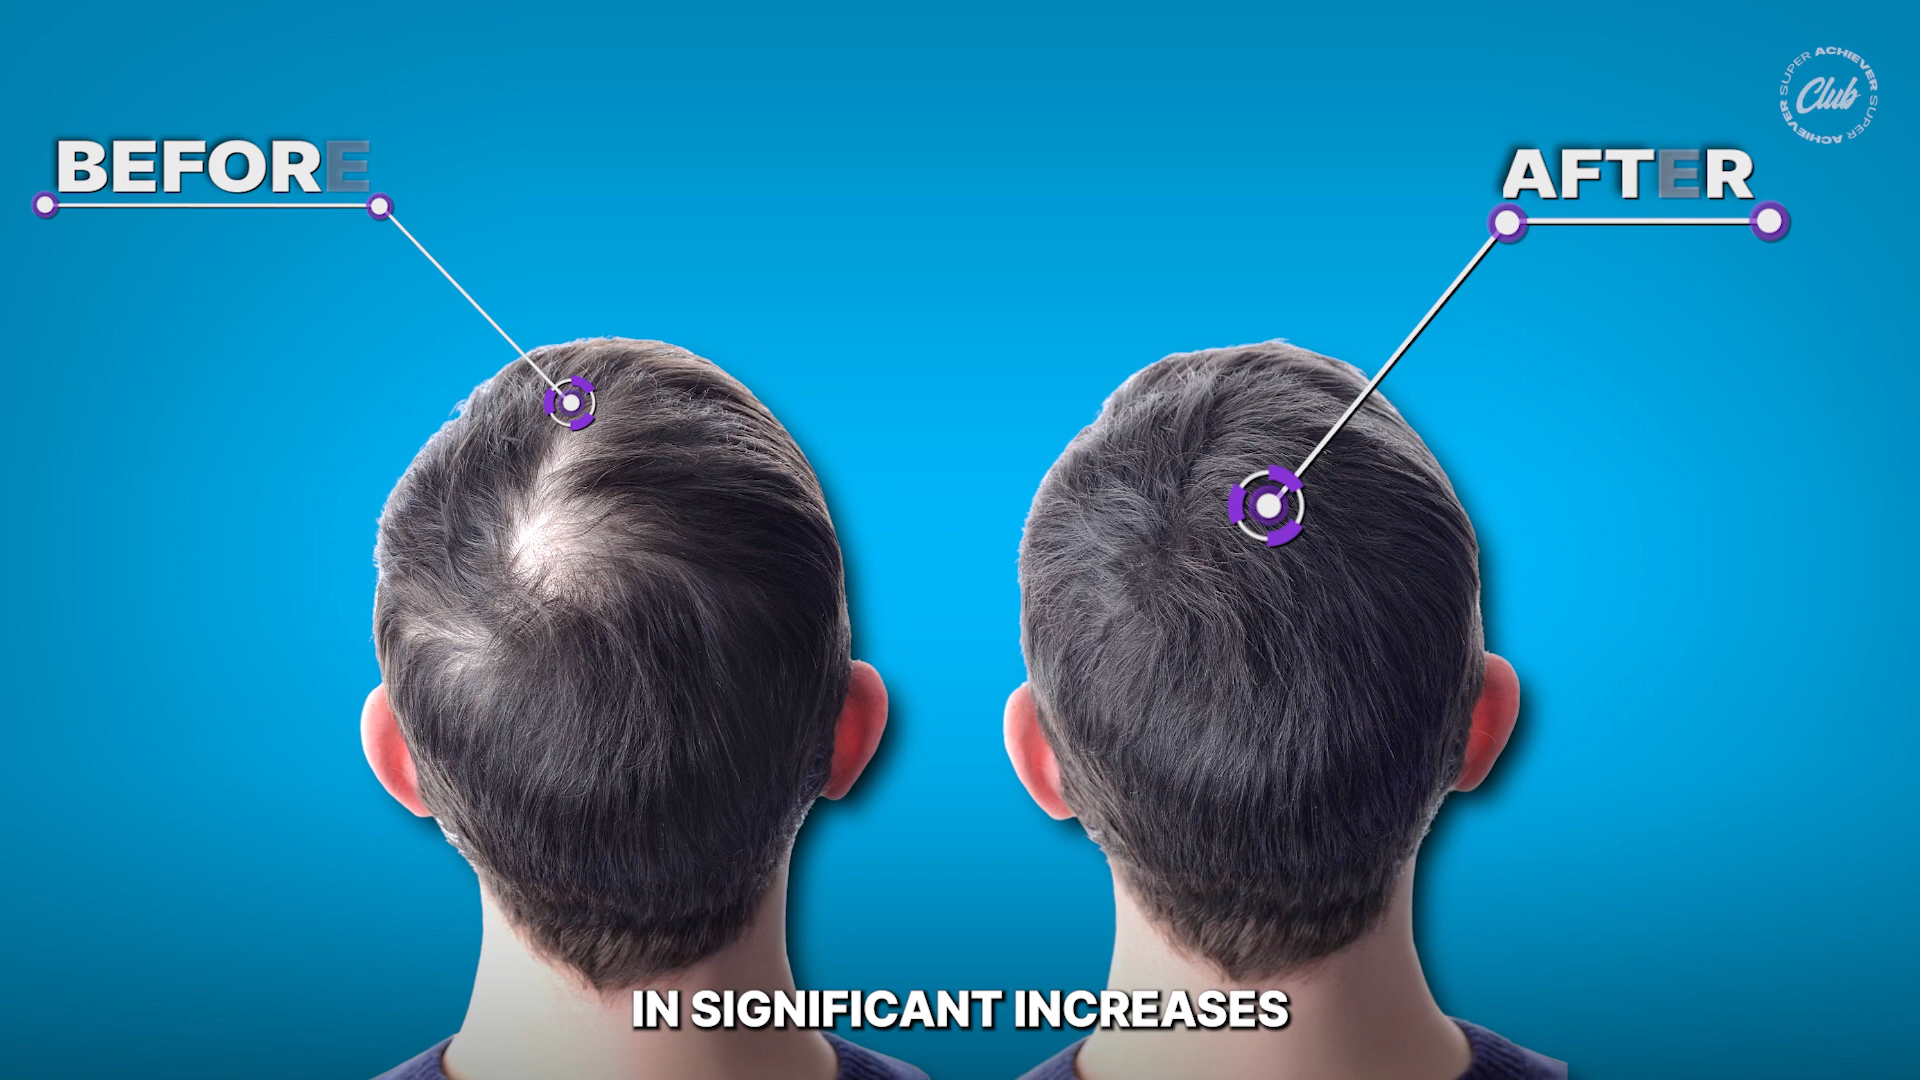 SUPER ACHIEVER SUPER ACHIEVER
Club
BEFORE
AFTER
IN SIGNIFICANT INCREASES